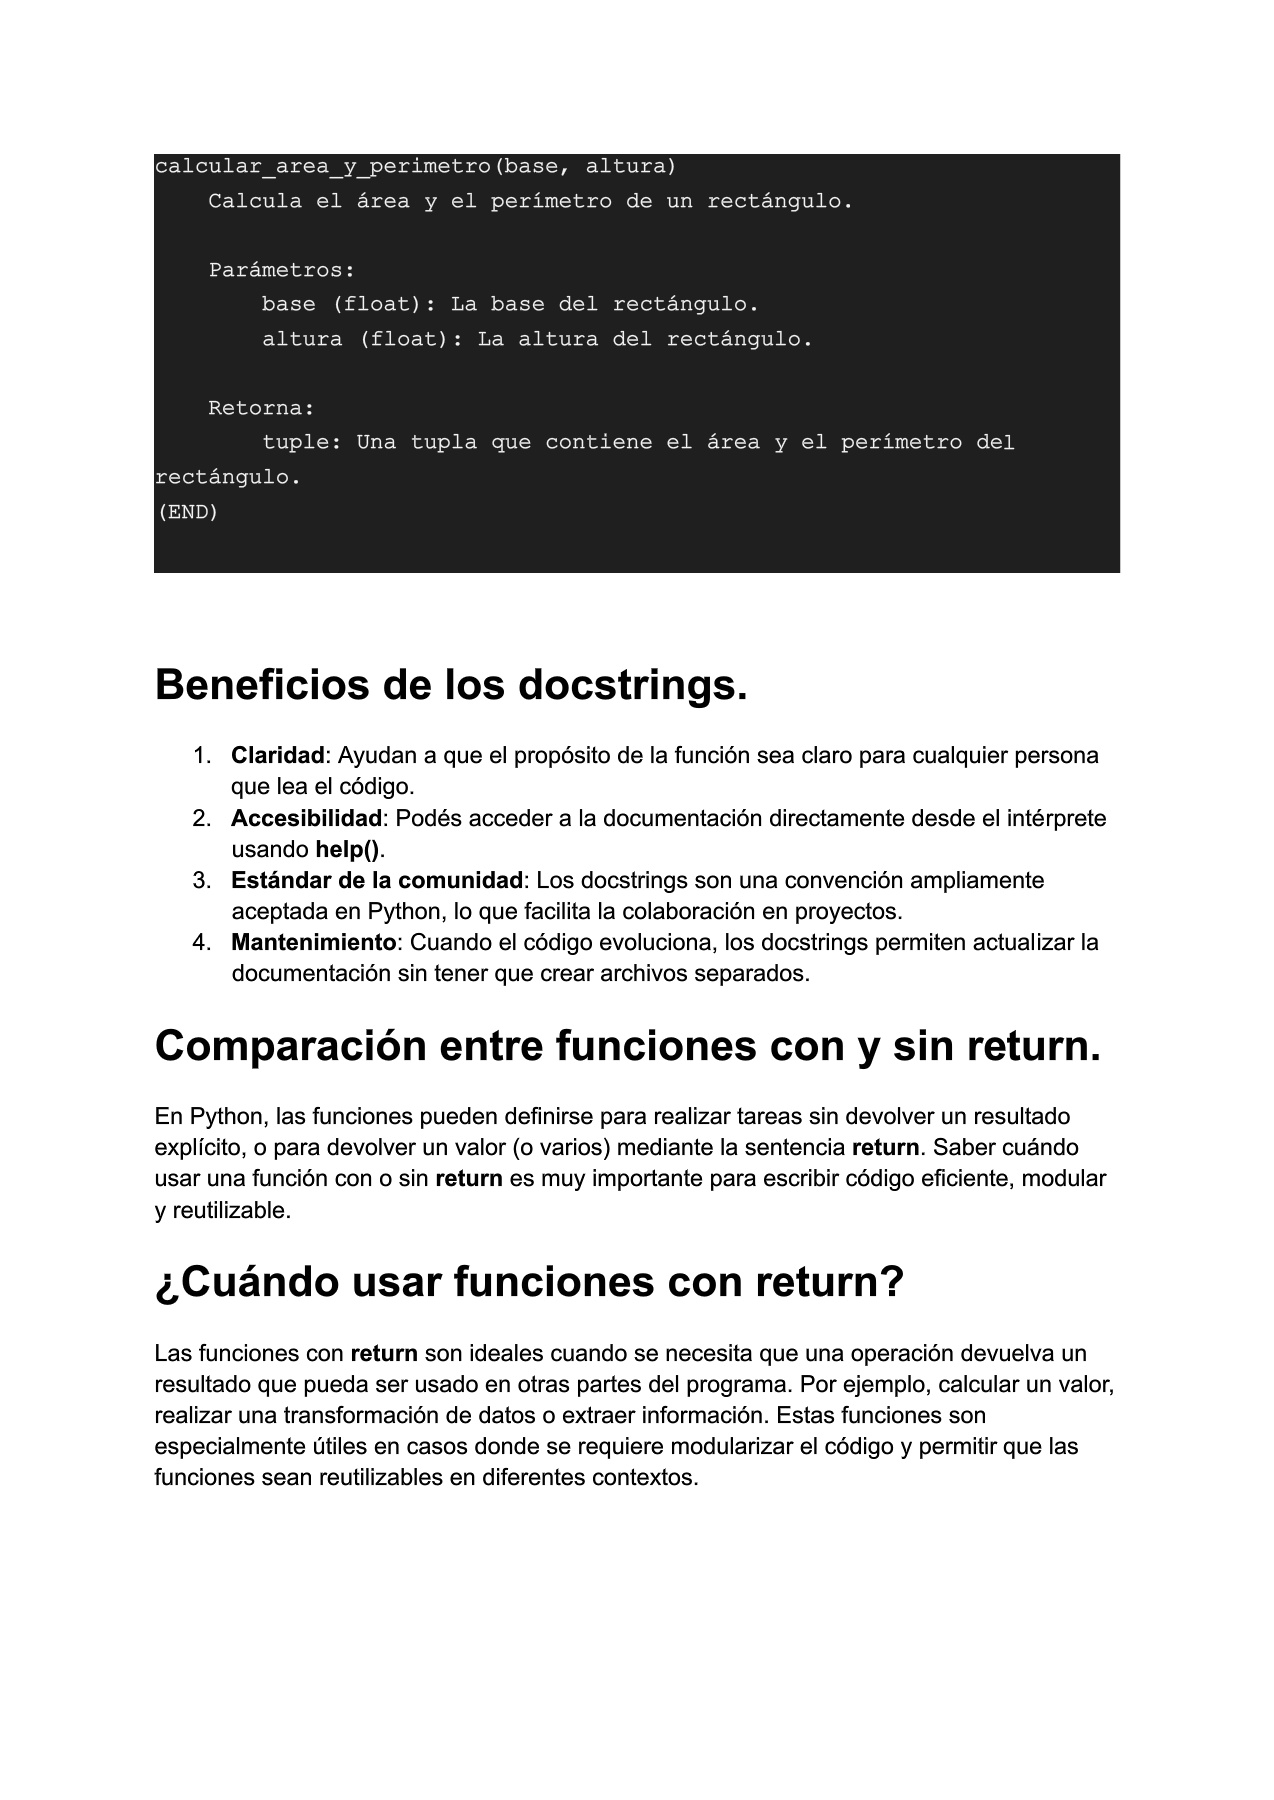 calcular_area_y_perimetro(base, altura)
Calcula el área y el perímetro de un rectángulo.
Parámetros:
base (float): La base del rectángulo.
altura (float): La altura del rectángulo.
Retorna:
tuple: Una tupla que contiene el área y el perímetro del
rectángulo.
(END)
Beneficios de los docstrings.
1. Claridad: Ayudan a que el propósito de la función sea claro para cualquier persona
que lea el código.
2. Accesibilidad: Podés acceder a la documentación directamente desde el intérprete
usando help().
3. Estándar de la comunidad: Los docstrings son una convención ampliamente
aceptada en Python, lo que facilita la colaboración en proyectos.
4. Mantenimiento: Cuando el código evoluciona, los docstrings permiten actualizar la
documentación sin tener que crear archivos separados.
Comparación entre funciones con y sin return.
En Python, las funciones pueden definirse para realizar tareas sin devolver un resultado
explícito, o para devolver un valor (o varios) mediante la sentencia return. Saber cuándo
usar una función con o sin return es muy importante para escribir código eficiente, modular
y reutilizable.
¿Cuándo usar funciones con return?
Las funciones con return son ideales cuando se necesita que una operación devuelva un
resultado que pueda ser usado en otras partes del programa. Por ejemplo, calcular un valor,
realizar una transformación de datos o extraer información. Estas funciones son
especialmente útiles en casos donde se requiere modularizar el código y permitir que las
funciones sean reutilizables en diferentes contextos.